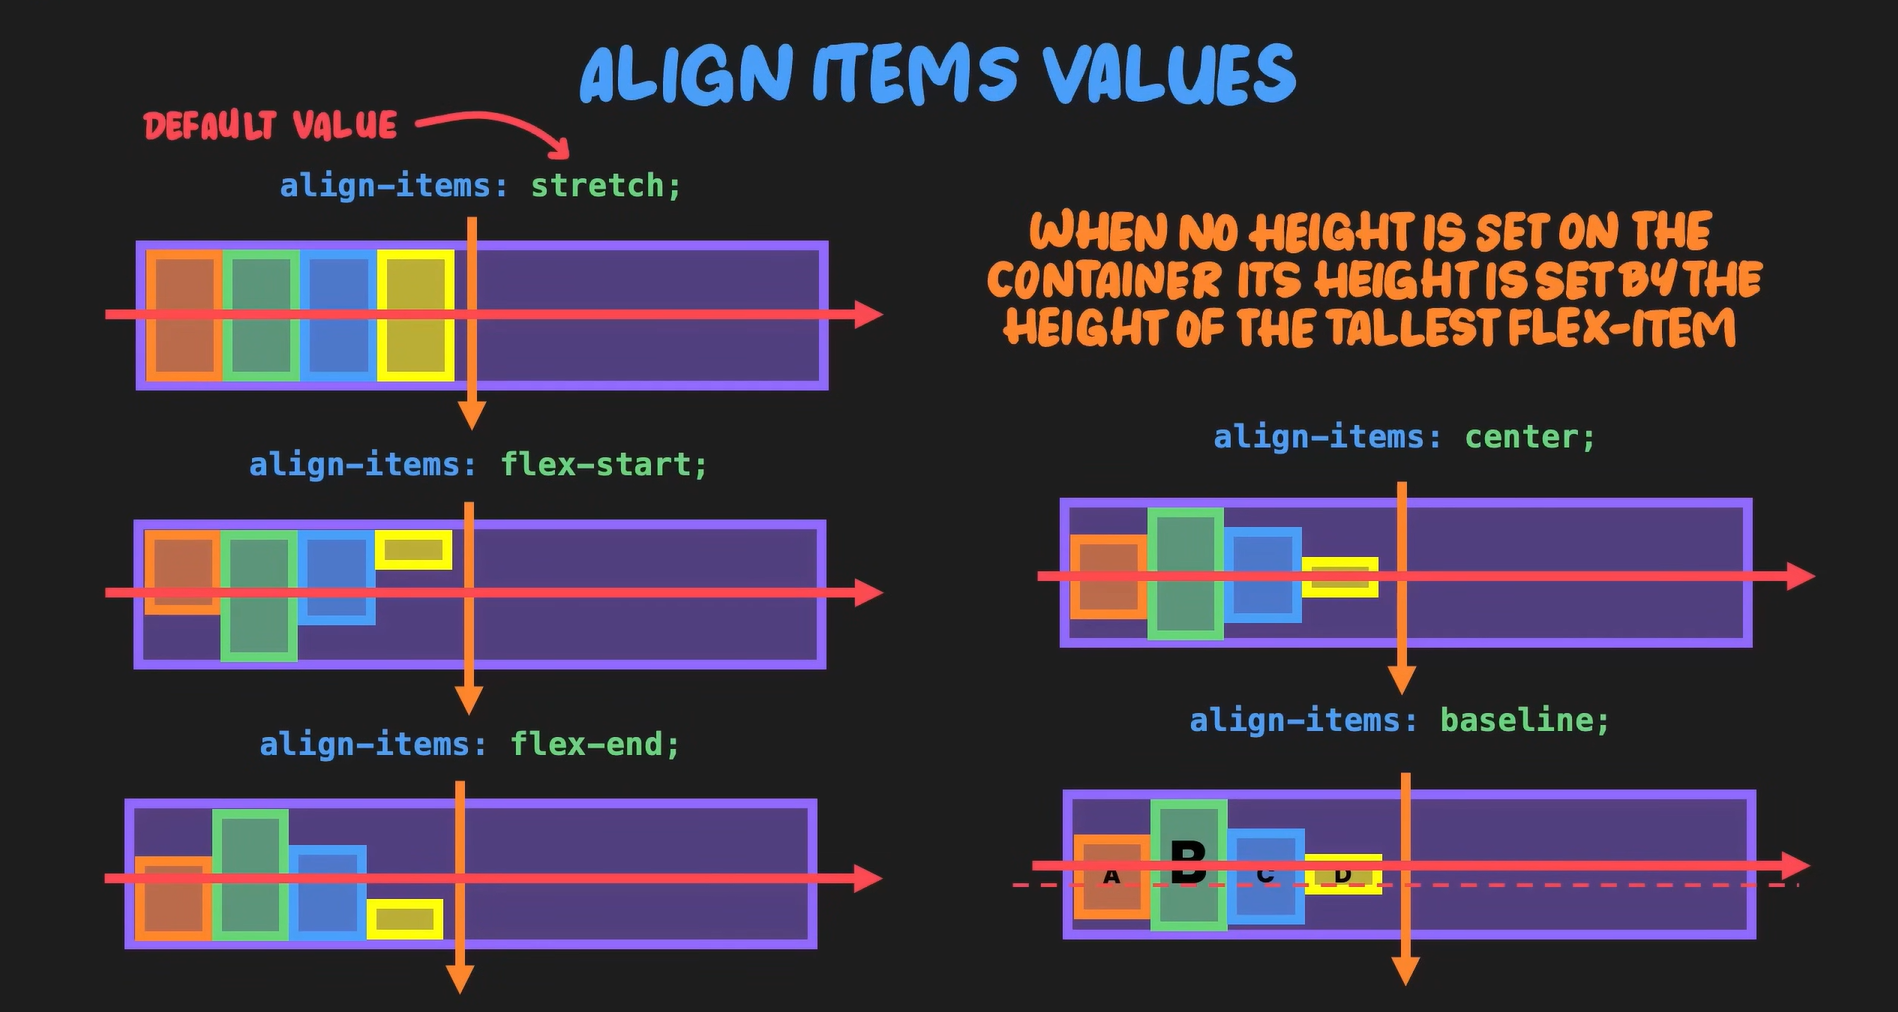 ALIGN ITEMS VALUES
DEFAULT VALUE
align-items: stretch;
WHEN NO HEIGHT IS SET ON THE
CONTAINER ITS HEIGHT IS SET BY THE
HEIGHT OF THE TALLEST FLEX-ITEM
align-items: flex-start;
align-items: center;
align-items: flex-end;
align-items: baseline;
A B C D